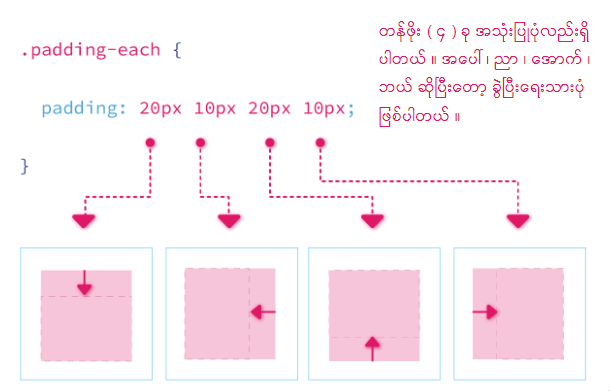 .padding-each {
တန်ဖိုး ( ၄ ) ခု အသုံးပြုပုံလည်းရှိ
ပါတယ် ။ အပေါ် ၊ ညာ ၊ အောက် ၊
ဘယ် ဆိုပြီးတော့ ခွဲပြီးရေးသားပုံ
ဖြစ်ပါတယ် ။
padding: 20px 10px 20px 10px;
}